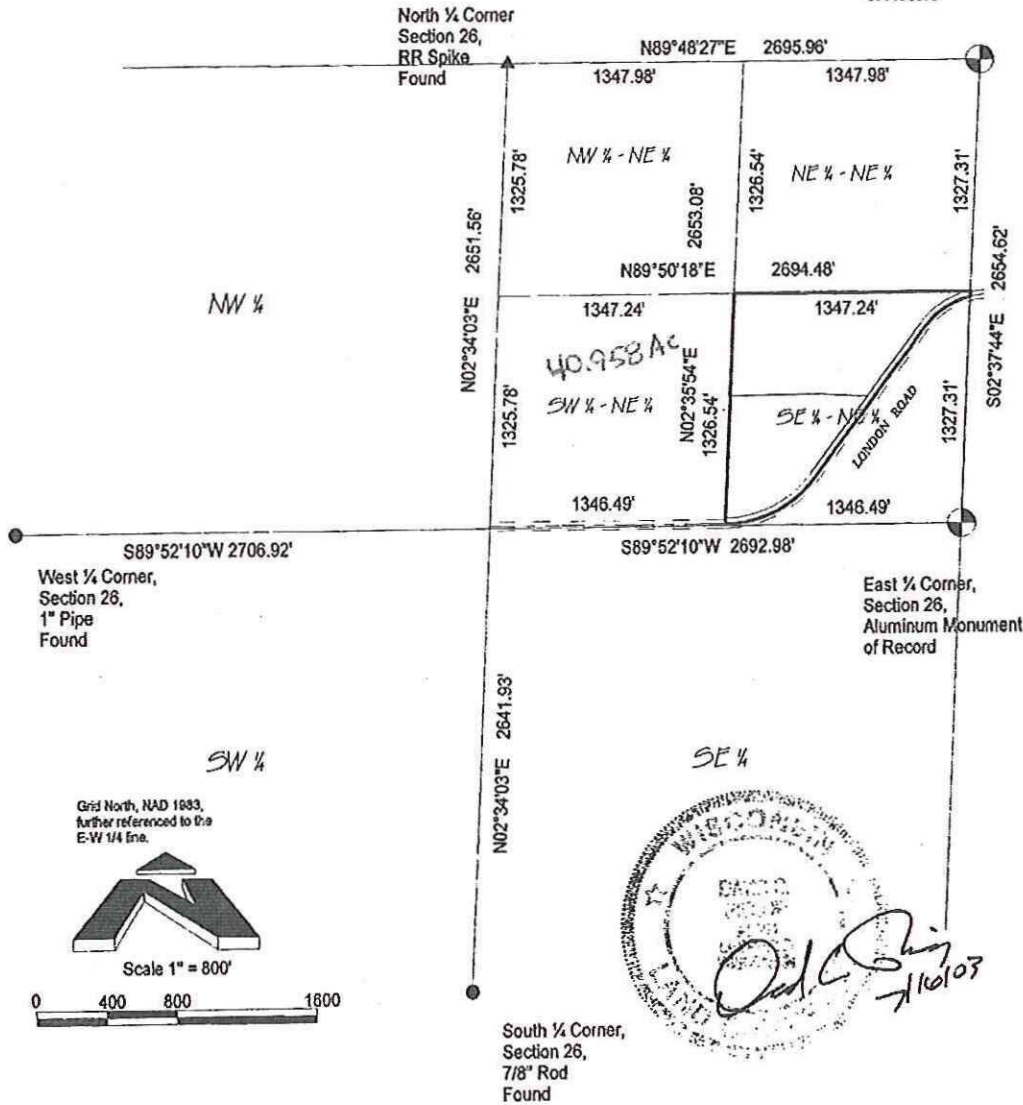 North ¼ Corner
Section 26,
RR Spike
Found
N89°48'27"E 2695.96'
1347.98' 1347.98'
NW ¼ - NE ¼
NE ¼ - NE ¼
1325.78'
2653.08'
1326.54'
1327.31'
2651.56'
N02°34'03"E
S02°37'44"E 2654.62'
N89°50'18"E 2694.48'
1347.24' 1347.24'
NW ¼
40.958 Ac
SW ¼ - NE ¼
SE ¼ - NE ¼
1325.78'
N02°35'54"E
1326.54'
LONDON ROAD
1327.31'
1346.49' 1346.49'
S89°52'10"W 2706.92'
S89°52'10"W 2692.98'
West ¼ Corner,
Section 26,
1" Pipe
Found
East ¼ Corner,
Section 26,
Aluminum Monument
of Record
N02°34'03"E 2641.93'
SW ¼
SE ¼
Grid North, NAD 1983,
further referenced to the
E-W 1/4 line.
Scale 1" = 800'
0 400 800 1600
WISCONSIN
LAND
7/16/03
South ¼ Corner,
Section 26,
7/8" Rod
Found